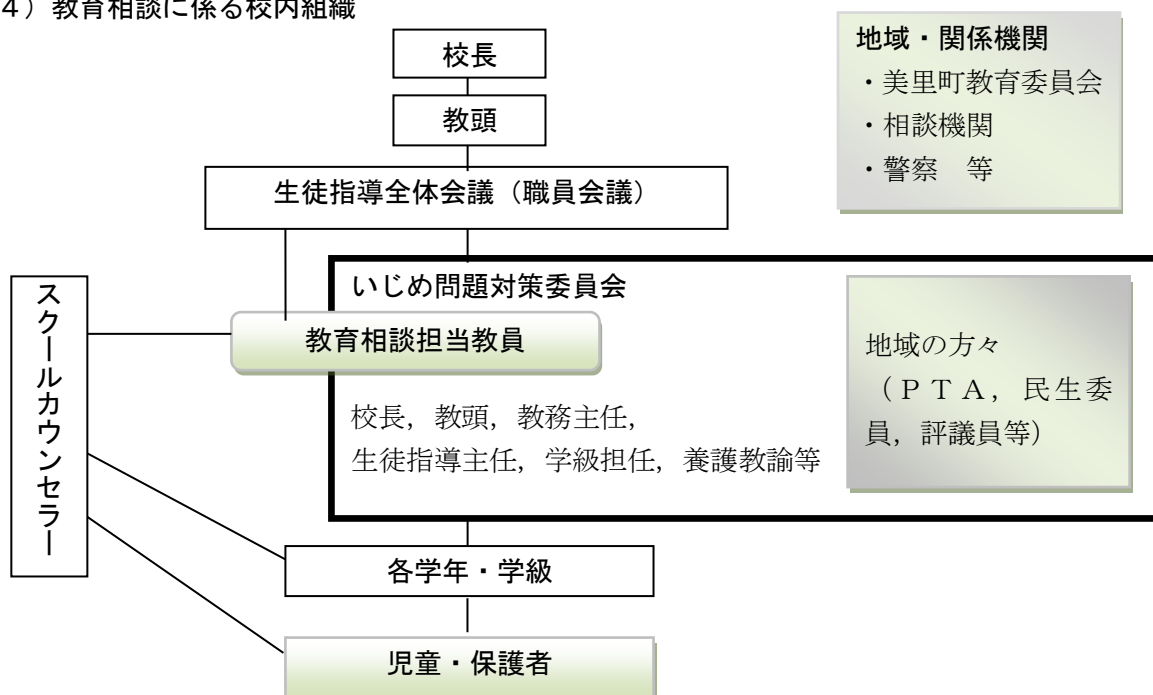 ４）教育相談に係る校内組織
校長
教頭
生徒指導全体会議（職員会議）
地域・関係機関
・美里町教育委員会
・相談機関
・警察　等
いじめ問題対策委員会
教育相談担当教員
校長，教頭，教務主任，
生徒指導主任，学級担任，養護教諭等
地域の方々
（ＰＴＡ，民生委
員，評議員等）
スクールカウンセラー
各学年・学級
児童・保護者